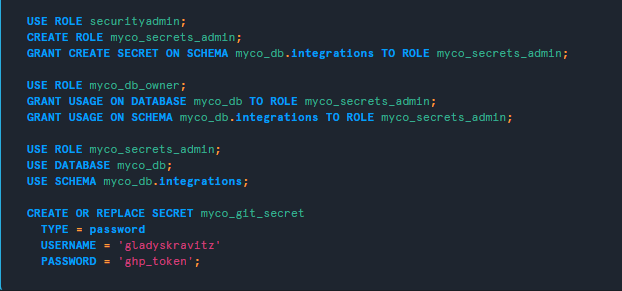 USE ROLE securityadmin;
CREATE ROLE myco_secrets_admin;
GRANT CREATE SECRET ON SCHEMA myco_db.integrations TO ROLE myco_secrets_admin;
USE ROLE myco_db_owner;
GRANT USAGE ON DATABASE myco_db TO ROLE myco_secrets_admin;
GRANT USAGE ON SCHEMA myco_db.integrations TO ROLE myco_secrets_admin;
USE ROLE myco_secrets_admin;
USE DATABASE myco_db;
USE SCHEMA myco_db.integrations;
CREATE OR REPLACE SECRET myco_git_secret
TYPE = password
USERNAME = 'gladyskravitz'
PASSWORD = 'ghp_token';